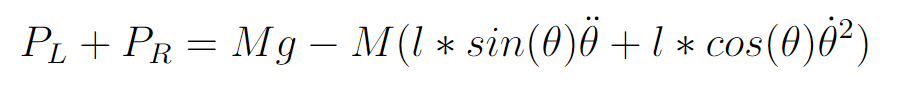 P_L + P_R = Mg − M(l * sin(θ)θ̈ + l * cos(θ)θ̇²)